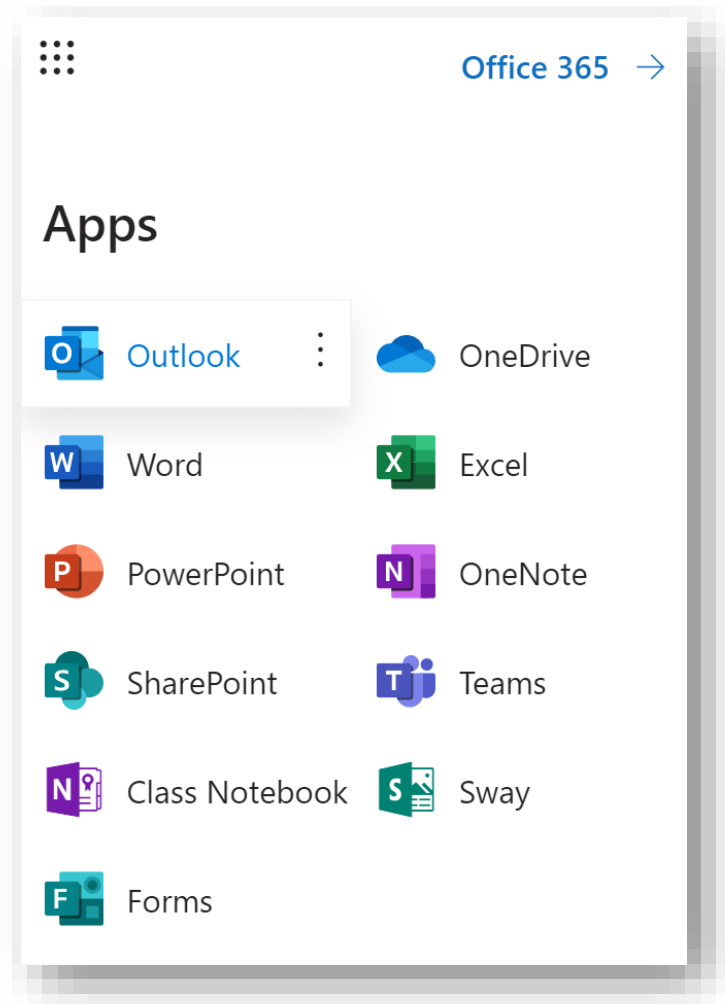 Office 365 →
Apps
O Outlook OneDrive
W Word X Excel
P PowerPoint N OneNote
S SharePoint T Teams
N Class Notebook S Sway
F Forms